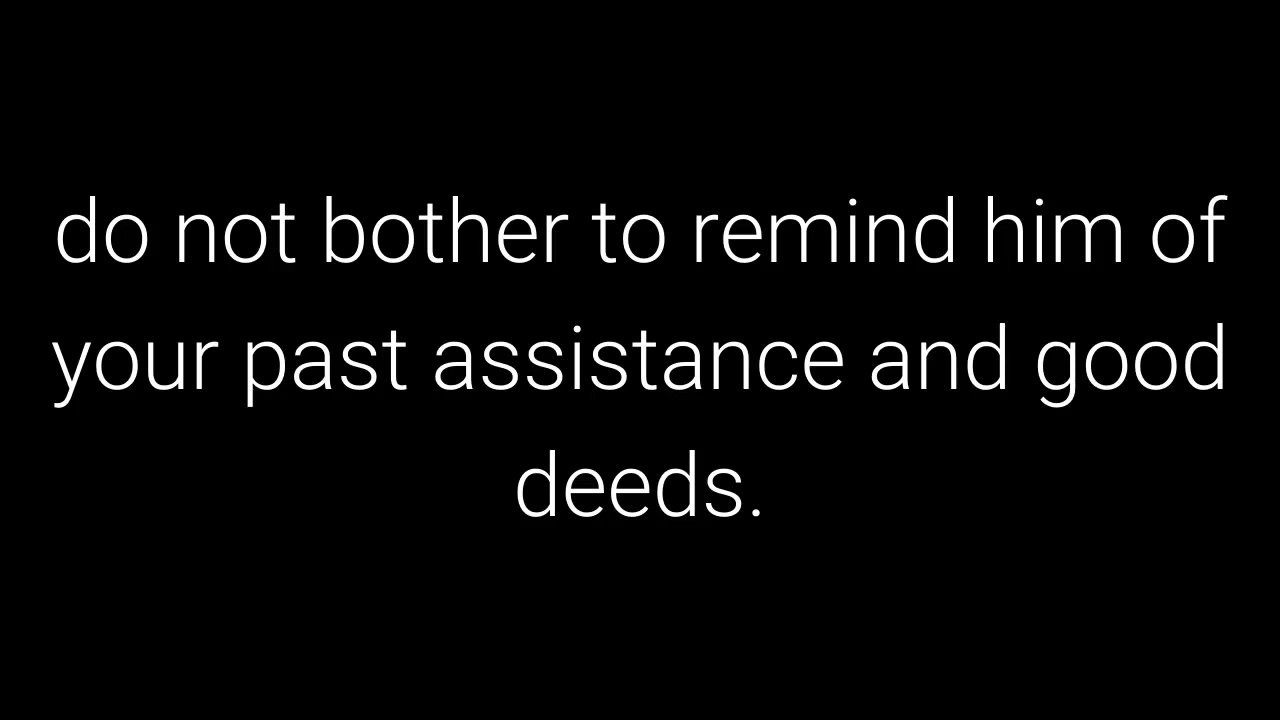 do not bother to remind him of
your past assistance and good
deeds.